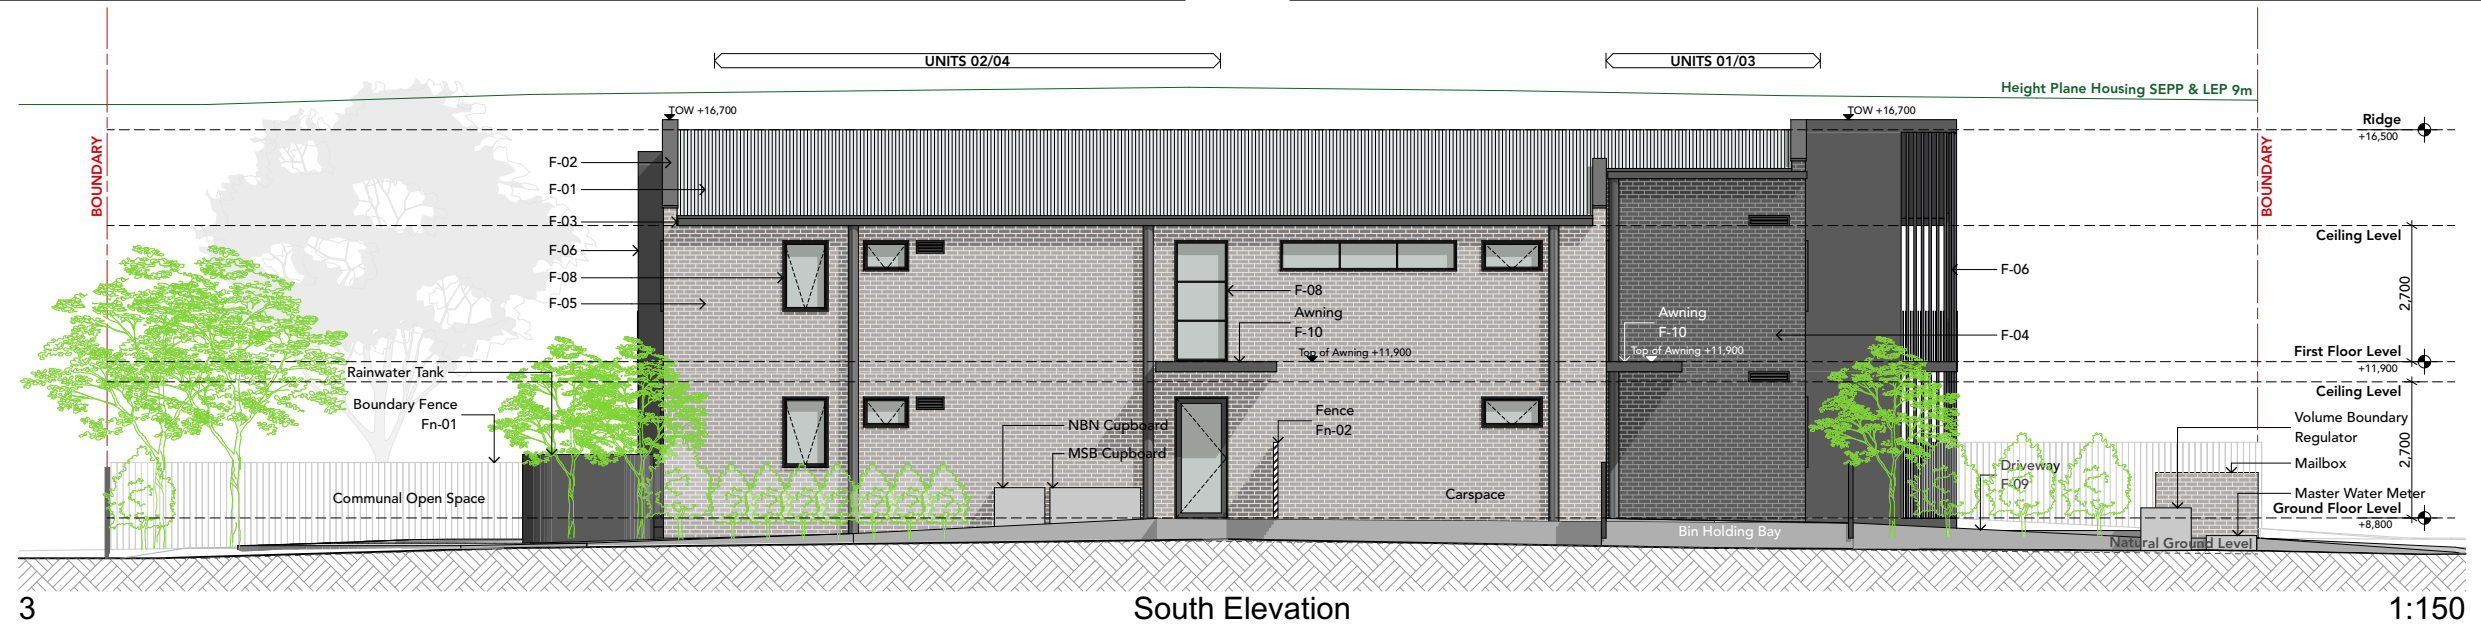 UNITS 02/04
UNITS 01/03
Height Plane Housing SEPP & LEP 9m
TOW +16,700
TOW +16,700
Ridge
+16,500
BOUNDARY
BOUNDARY
F-02
F-01
F-03
F-06
F-08
F-05
Ceiling Level
F-06
F-08
2,700
Awning
F-10
Top of Awning +11,900
Awning
F-10
Top of Awning +11,900
F-04
First Floor Level
+11,900
Rainwater Tank
Ceiling Level
Boundary Fence
Fn-01
Fence
Fn-02
NBN Cupboard
MSB Cupboard
Volume Boundary
Regulator
2,700
Driveway
F-09
Mailbox
Communal Open Space
Carspace
Master Water Meter
Ground Floor Level
+8,800
Bin Holding Bay
Natural Ground Level
3
South Elevation
1:150